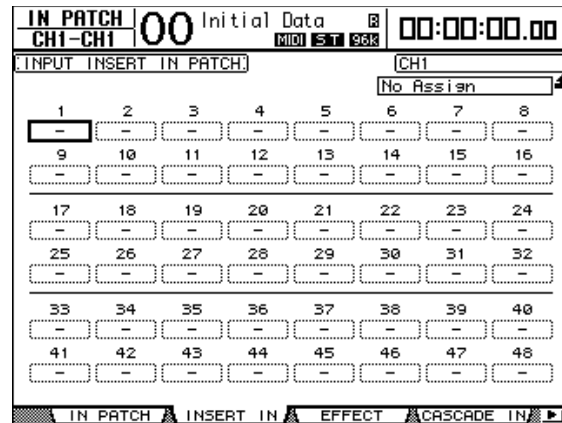 IN PATCH 00 Initial Data R 00:00:00.00
CH1-CH1 MIDI ST 96k
INPUT INSERT IN PATCH CH1
No Assign
1 2 3 4 5 6 7 8
- - - - - - - -
9 10 11 12 13 14 15 16
- - - - - - - -
17 18 19 20 21 22 23 24
- - - - - - - -
25 26 27 28 29 30 31 32
- - - - - - - -
33 34 35 36 37 38 39 40
- - - - - - - -
41 42 43 44 45 46 47 48
- - - - - - - -
IN PATCH INSERT IN EFFECT CASCADE IN